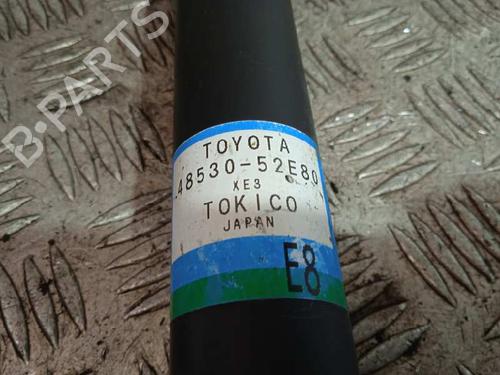 B-PARTS
TOYOTA
48530-52E80
XE3
TOKICO
JAPAN
E8